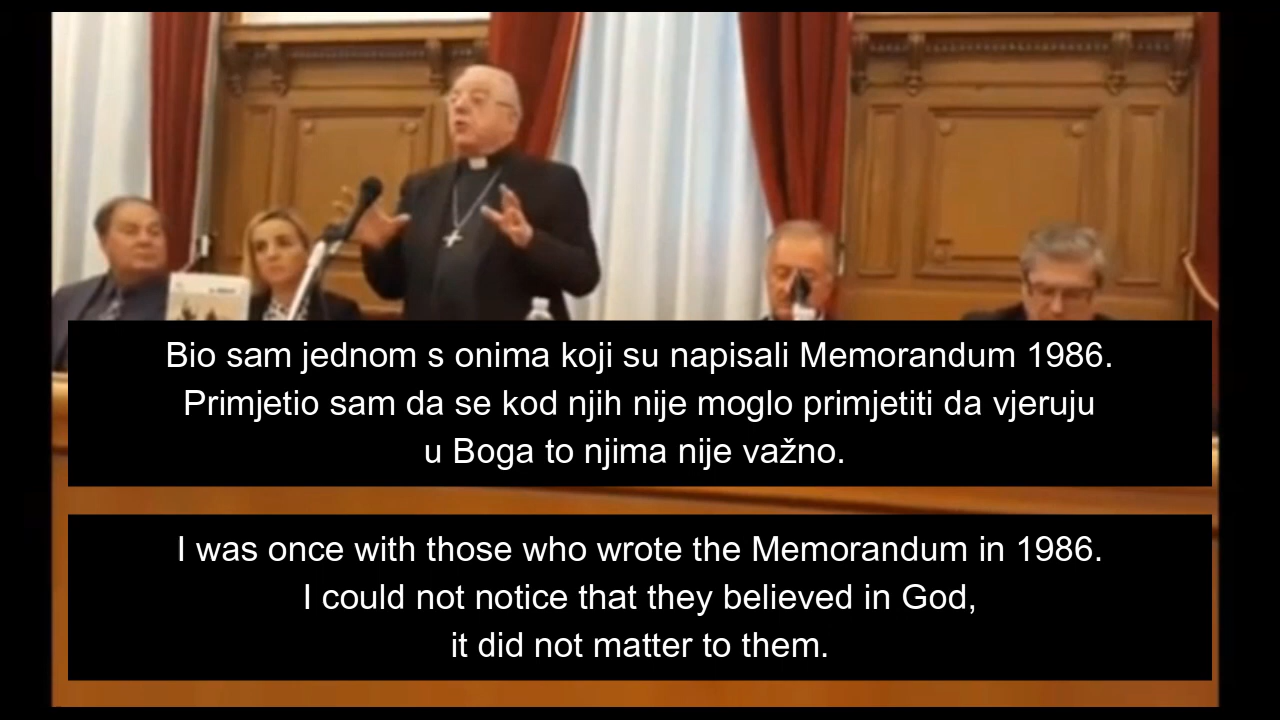 Bio sam jednom s onima koji su napisali Memorandum 1986.
Primjetio sam da se kod njih nije moglo primjetiti da vjeruju
u Boga to njima nije važno.
I was once with those who wrote the Memorandum in 1986.
I could not notice that they believed in God,
it did not matter to them.